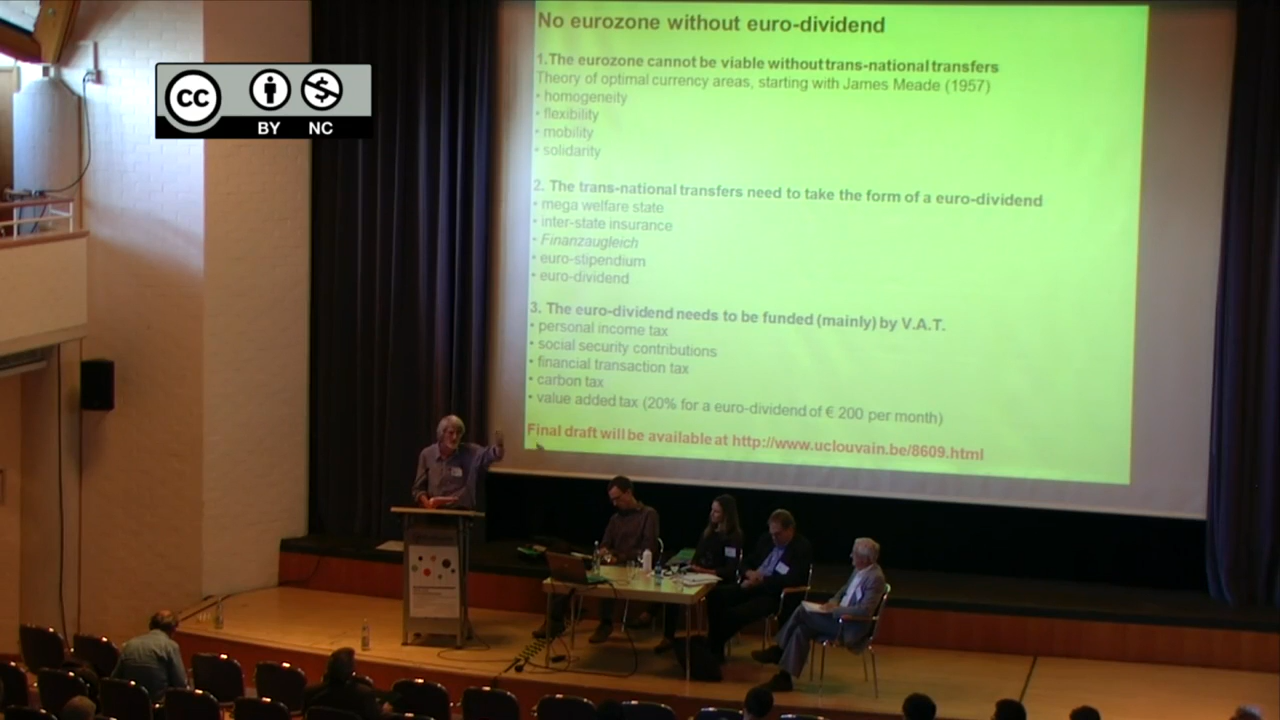 No eurozone without euro-dividend
1.The eurozone cannot be viable without trans-national transfers
Theory of optimal currency areas, starting with James Meade (1957)
• homogeneity
• flexibility
• mobility
• solidarity
2. The trans-national transfers need to take the form of a euro-dividend
• mega welfare state
• inter-state insurance
• Finanzaugleich
• euro-stipendium
• euro-dividend
3. The euro-dividend needs to be funded (mainly) by V.A.T.
• personal income tax
• social security contributions
• financial transaction tax
• carbon tax
• value added tax (20% for a euro-dividend of € 200 per month)
Final draft will be available at http://www.uclouvain.be/8609.html
cc
BY NC